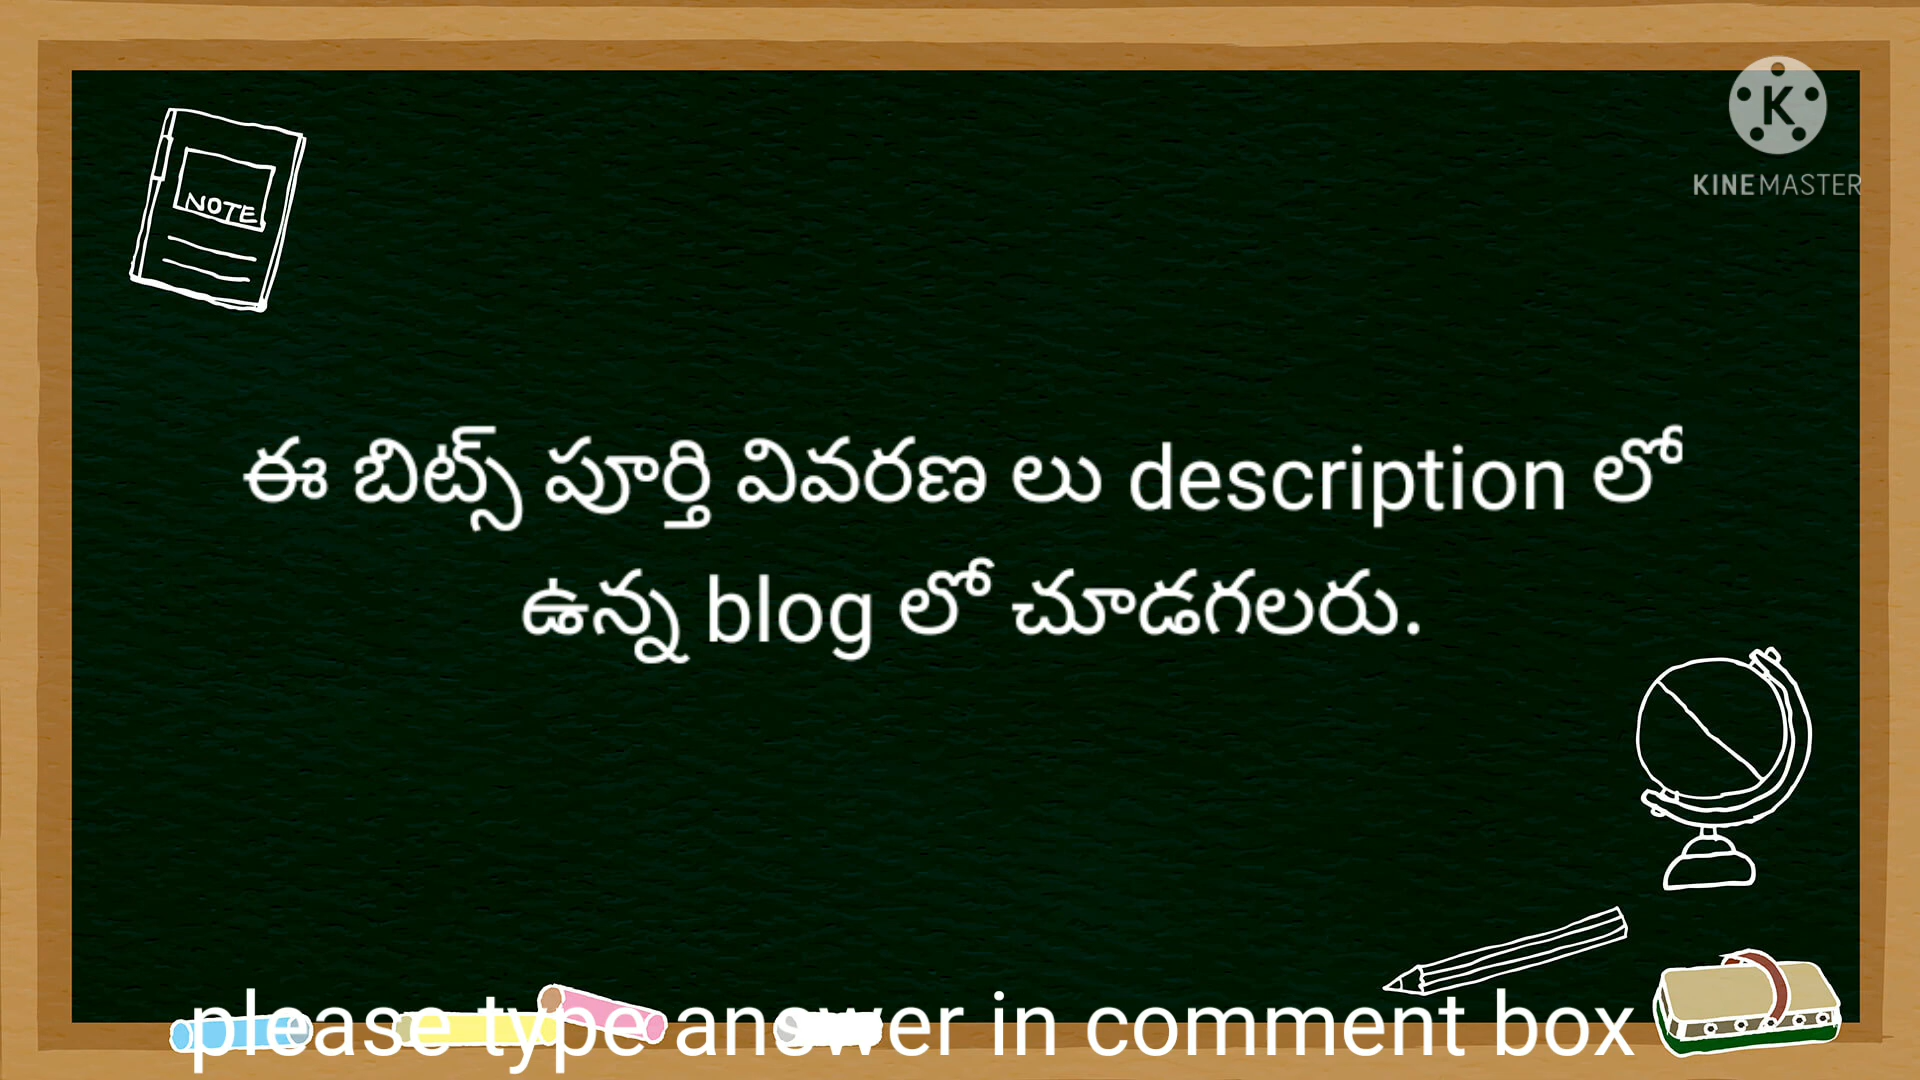 NOTE
K
KINEMASTER
ఈ బిట్స్ పూర్తి వివరణ లు description లో
ఉన్న blog లో చూడగలరు.
please type answer in comment box